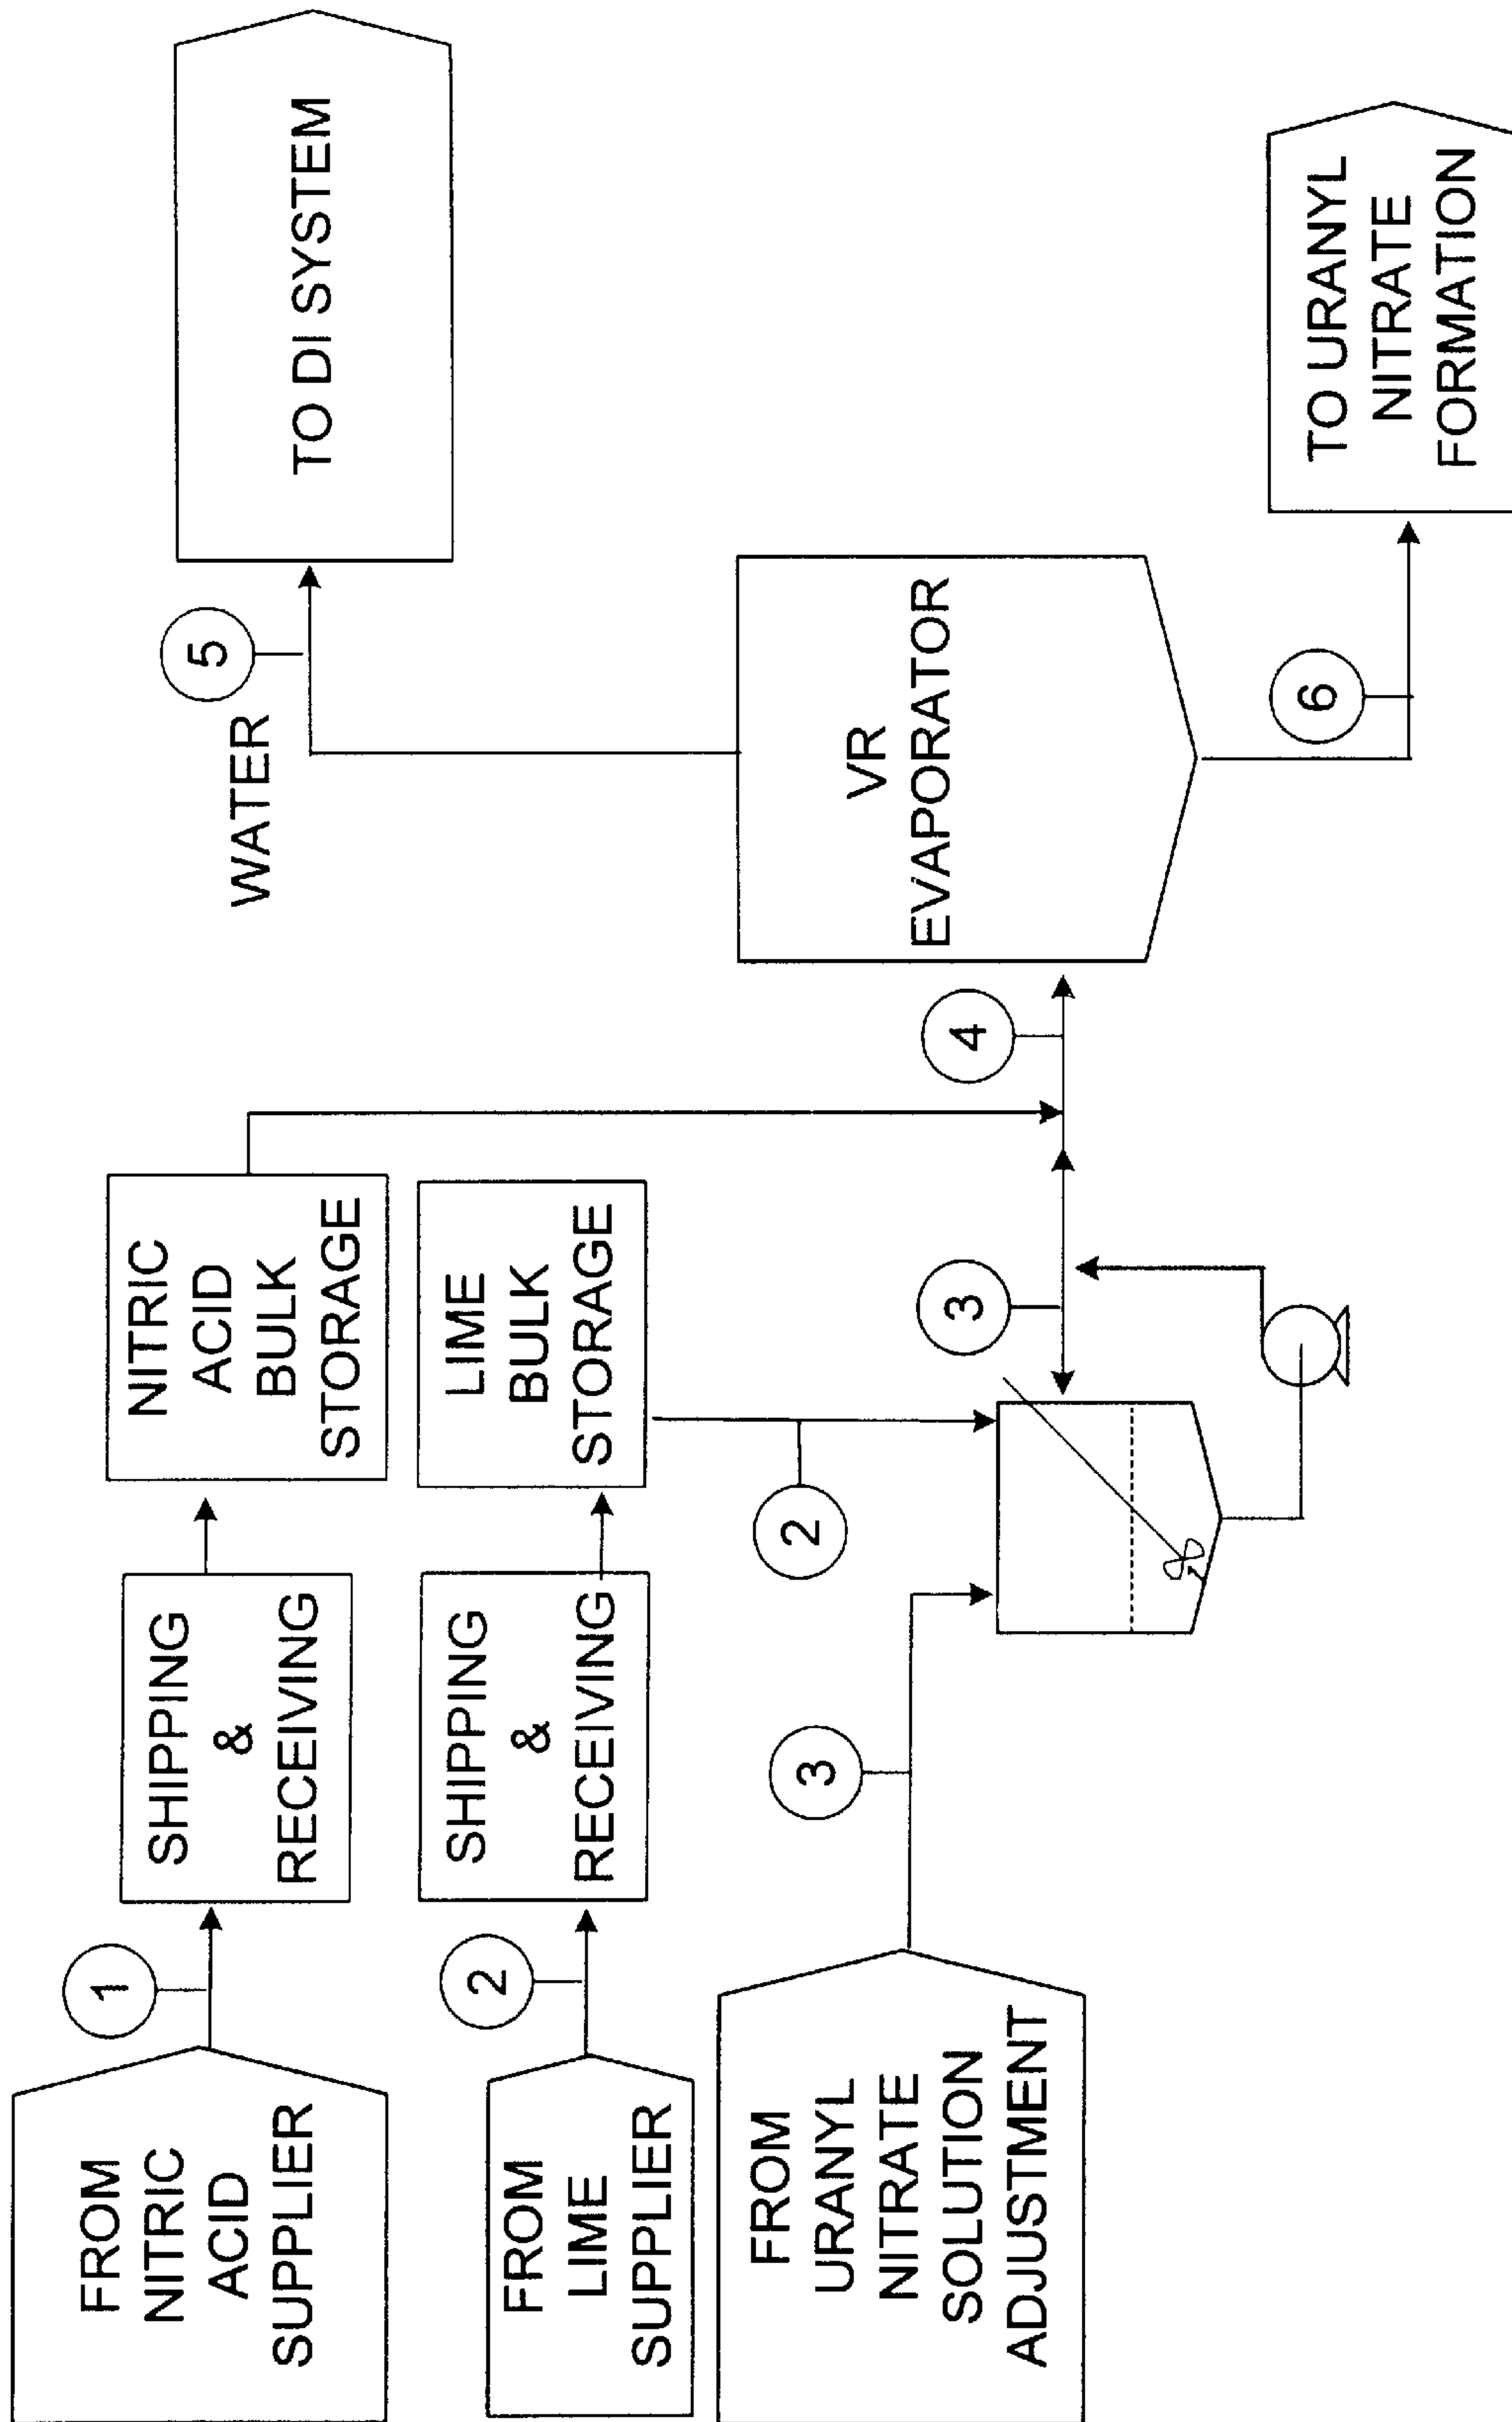 FROM
NITRIC
ACID
SUPPLIER
1
SHIPPING
&
RECEIVING
NITRIC
ACID
BULK
STORAGE
FROM
LIME
SUPPLIER
2
SHIPPING
&
RECEIVING
LIME
BULK
STORAGE
2
FROM
URANYL
NITRATE
SOLUTION
ADJUSTMENT
3
3
4
VR
EVAPORATOR
WATER
5
TO DI SYSTEM
6
TO URANYL
NITRATE
FORMATION